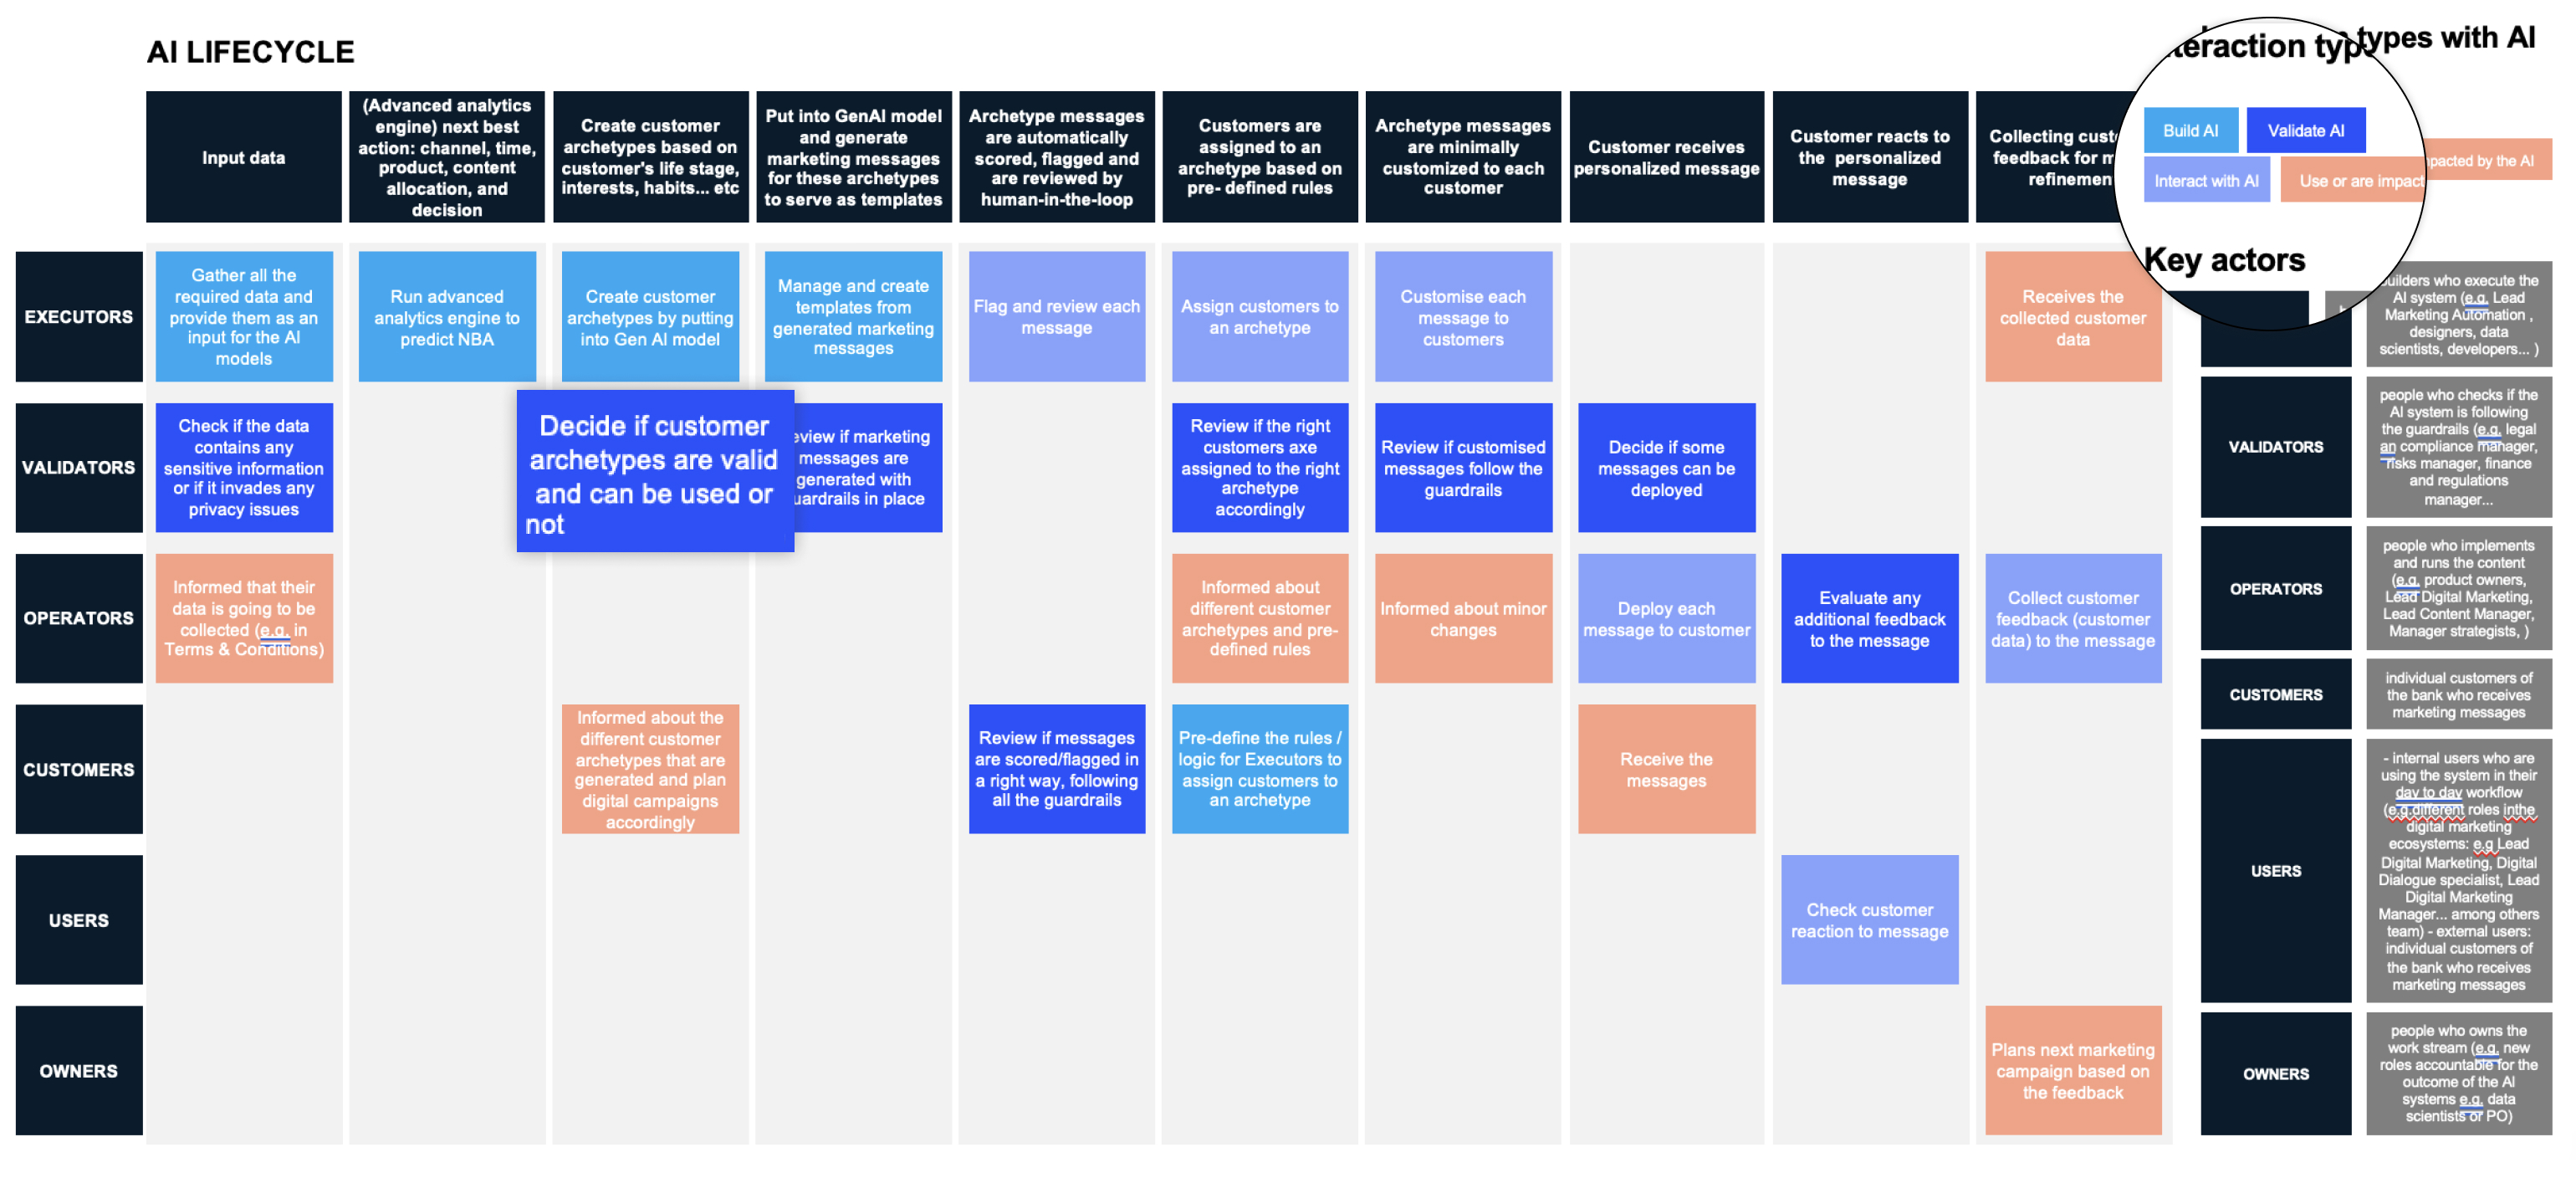 AI LIFECYCLE
Input data
(Advanced analytics
engine) next best
action: channel, time,
product, content
allocation, and
decision
Create customer
archetypes based on
customer's life stage,
interests, habits... etc
Put into GenAI model
and generate
marketing messages
for these archetypes
to serve as templates
Archetype messages
are automatically
scored, flagged and
are reviewed by
human-in-the-loop
Customers are
assigned to an
archetype based on
pre- defined rules
Archetype messages
are minimally
customized to each
customer
Customer receives
personalized message
Customer reacts to
the personalized
message
Collecting
feedback for
EXECUTORS
Gather all the
required data and
provide them as an
input for the AI
models
Run advanced
analytics engine to
predict NBA
Create customer
archetypes by putting
into Gen AI model
Manage and create
templates from
generated marketing
messages
Flag and review each
message
Assign customers to
an archetype
Customise each
message to
customers
Receives the
collected customer
data
VALIDATORS
Check if the data
contains any
sensitive information
or if it invades any
privacy issues
Decide if customer
archetypes are valid
and can be used or
not
if marketing
messages are
generated with
in place
Review if the right
customers axe
assigned to the right
archetype
accordingly
Review if customised
messages follow the
guardrails
Decide if some
messages can be
deployed
OPERATORS
Informed that their
data is going to be
collected (e.g. in
Terms & Conditions)
Informed about
different customer
archetypes and pre-
defined rules
Informed about minor
changes
Deploy each
message to customer
Evaluate any
additional feedback
to the message
Collect customer
feedback (customer
data) to the message
CUSTOMERS
Informed about the
different customer
archetypes that are
generated and plan
digital campaigns
accordingly
Review if messages
are scored/flagged in
a right way, following
all the guardrails
Pre-define the rules /
logic for Executors to
assign customers to
an archetype
Receive the
messages
USERS
Check customer
reaction to message
OWNERS
Plans next marketing
campaign based on
the feedback
types with AI
Build AI
Validate AI
Interact with AI
Use or are
by the AI
Key actors
who execute the
AI system (e.g. Lead
Marketing Automation ,
designers, data
scientists, developers... )
VALIDATORS
people who checks if the
AI system is following
the guardrails (e.g. legal
an compliance manager,
risks manager, finance
and regulations
manager...
OPERATORS
people who implements
and runs the content
(e.g. product owners,
Lead Digital Marketing,
Lead Content Manager,
Manager strategists, )
CUSTOMERS
individual customers of
the bank who receives
marketing messages
USERS
- internal users who are
using the system in their
day to day workflow
(e.g.different roles inthe
digital marketing
ecosystems: e.g Lead
Digital Marketing, Digital
Dialogue specialist, Lead
Digital Marketing
Manager... among others
team) - external users:
individual customers of
the bank who receives
marketing messages
OWNERS
people who owns the
work stream (e.g. new
roles accountable for the
outcome of the AI
systems e.g. data
scientists or PO)